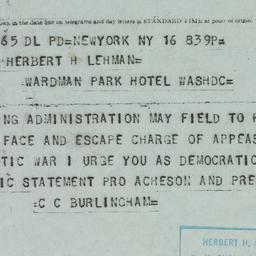 own in the date line on telegrams and day letters is STANDARD TIME at point of origin.
65 DL PD=NEWYORK NY 16 839P=
HERBERT H LEHMAN=
WARDMAN PARK HOTEL WASHDC=
NG ADMINISTRATION MAY FIELD TO
FACE AND ESCAPE CHARGE OF APPEAS
TIC WAR I URGE YOU AS DEMOCRATIC
IC STATEMENT PRO ACHESON AND PRE
=C C BURLINGHAM=
HERBERT H.